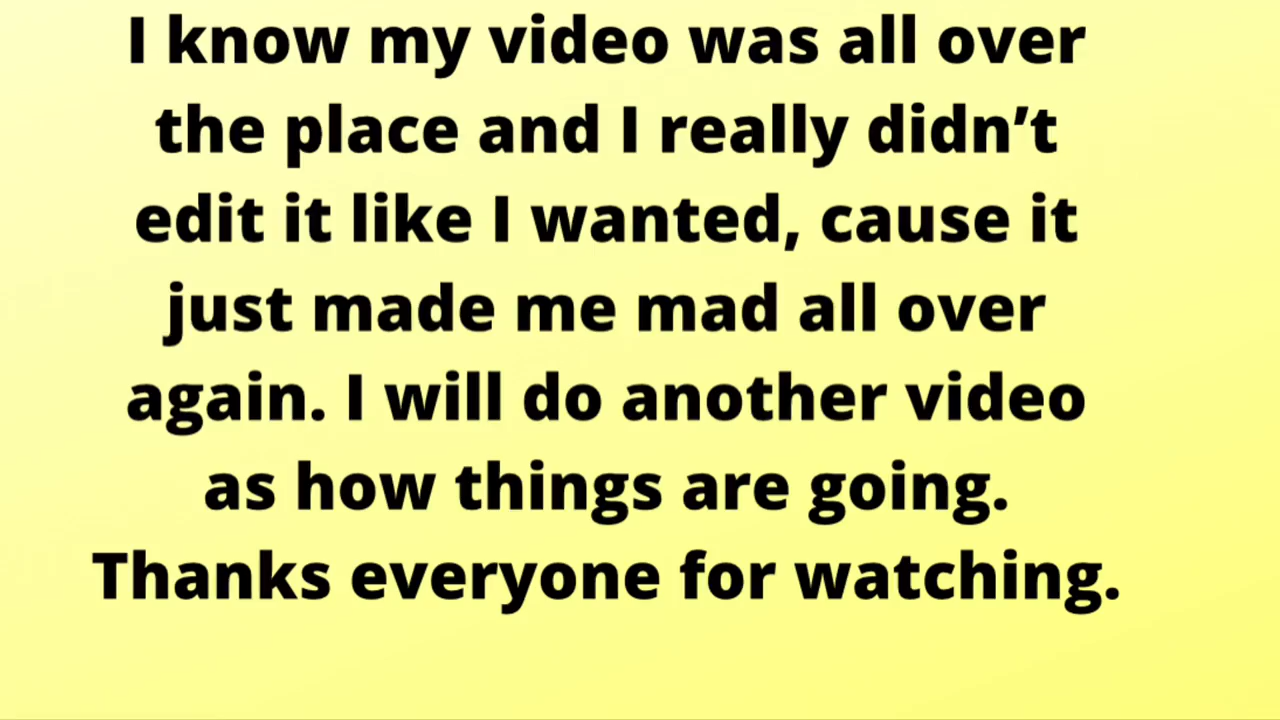 I know my video was all over
the place and I really didn’t
edit it like I wanted, cause it
just made me mad all over
again. I will do another video
as how things are going.
Thanks everyone for watching.